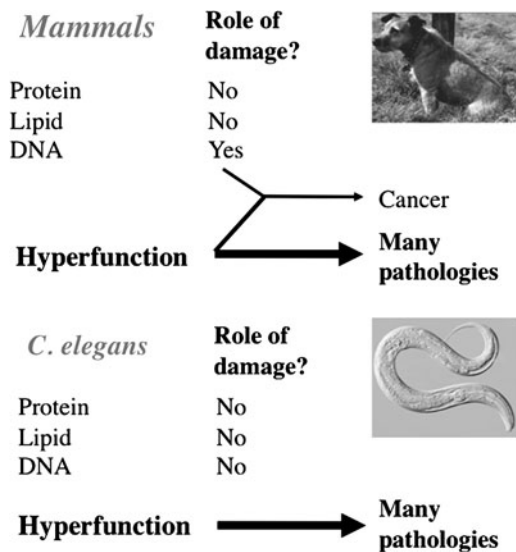 Mammals
Role of
damage?
Protein No
Lipid No
DNA Yes
Cancer
Hyperfunction
Many
pathologies
C. elegans
Role of
damage?
Protein No
Lipid No
DNA No
Hyperfunction
Many
pathologies